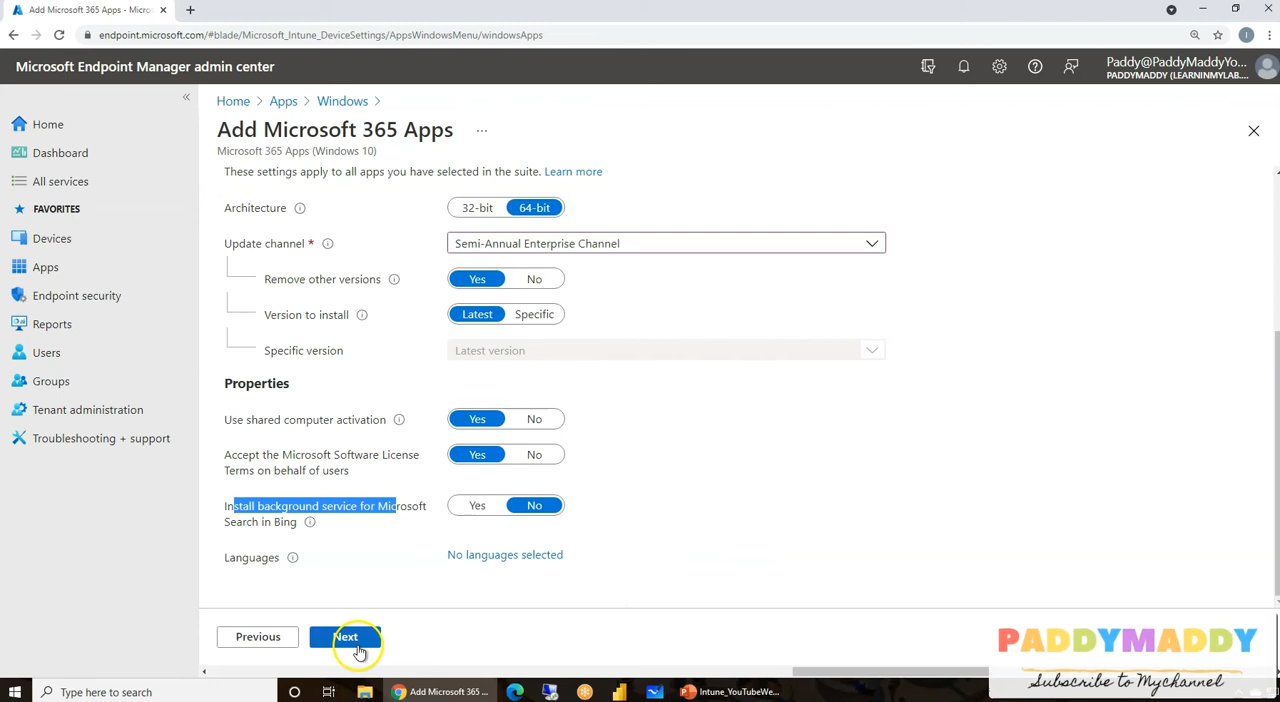 Add Microsoft 365 Apps - Micros
endpoint.microsoft.com/#blade/Microsoft_Intune_DeviceSettings/AppsWindowsMenu/windowsApps
I
Microsoft Endpoint Manager admin center
Paddy@PaddyMaddyYo...
PADDYMADDY (LEARNINMYLAB....
Home > Apps > Windows >
Add Microsoft 365 Apps ...
Microsoft 365 Apps (Windows 10)
Home
Dashboard
All services
FAVORITES
Devices
Apps
Endpoint security
Reports
Users
Groups
Tenant administration
Troubleshooting + support
These settings apply to all apps you have selected in the suite. Learn more
Architecture 32-bit 64-bit
Update channel * Semi-Annual Enterprise Channel
Remove other versions Yes No
Version to install Latest Specific
Specific version Latest version
Properties
Use shared computer activation Yes No
Accept the Microsoft Software License
Terms on behalf of users
Yes No
Install background service for Microsoft
Search in Bing
Yes No
Languages No languages selected
Previous Next
PADDYMADDY
Subscribe to Mychannel
Type here to search
Add Microsoft 365 ...
Intune_YouTubeWe...